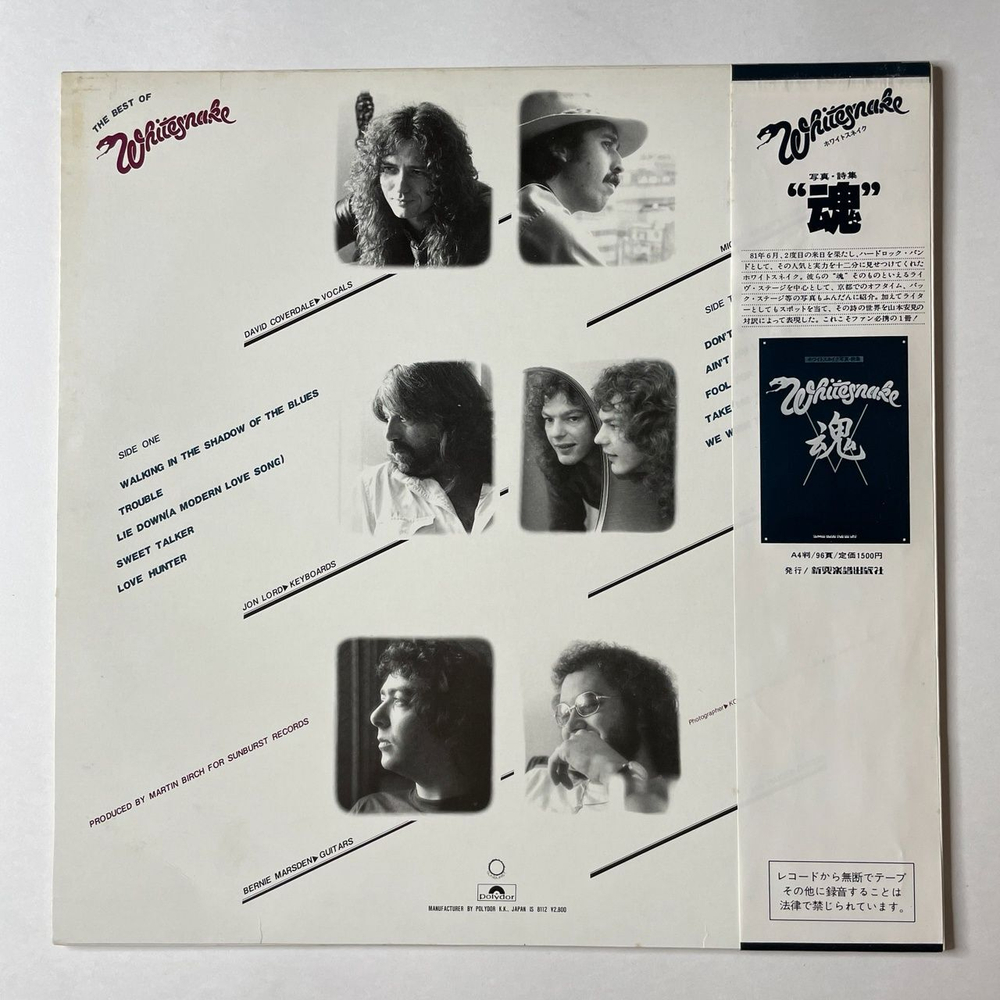 THE BEST OF
Whitesnake
DAVID COVERDALE▶VOCALS
SIDE ONE
WALKING IN THE SHADOW OF THE BLUES
TROUBLE
LIE DOWN(A MODERN LOVE SONG)
SWEET TALKER
LOVE HUNTER
JON LORD▶KEYBOARDS
PRODUCED BY MARTIN BIRCH FOR SUNBURST RECORDS
BERNIE MARSDEN▶GUITARS
MIC
SIDE T
DON'T
AIN'T
FOOL
TAKE
WE W
Photographer▶KO
Polydor
MANUFACTURER BY POLYDOR K.K., JAPAN Ⓢ 8112 ¥2,800
Whitesnake
ホワイトスネイク
写真・詩集
“魂”
81年6月、2度目の来日を果たし、ハードロック・バン
ドとして、その人気と実力を十二分に見せつけてくれた
ホワイトスネイク。彼らの“魂”そのものといえるライ
ヴ・ステージを中心として、京都でのオフタイム、バッ
ク・ステージ等の写真もふんだんに紹介。加えてライタ
ーとしてもスポットを当て、その詩の世界を山本安見の
対訳によって表現した。これこそファン必携の1冊！
Whitesnake
魂
A4判/96頁/定価1500円
発行/新興楽譜出版社
レコードから無断でテープ
その他に録音することは
法律で禁じられています。